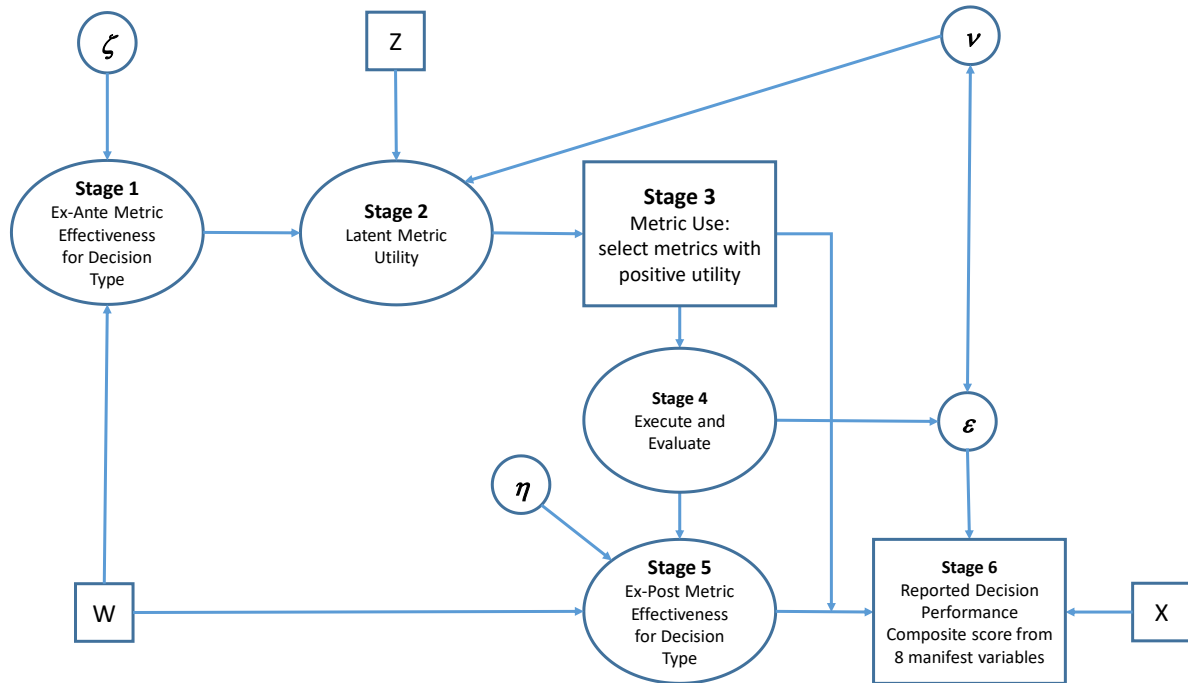 ζ
Z
ν
Stage 1
Ex-Ante Metric
Effectiveness
for Decision
Type
Stage 2
Latent Metric
Utility
Stage 3
Metric Use:
select metrics with
positive utility
Stage 4
Execute and
Evaluate
ε
η
W
Stage 5
Ex-Post Metric
Effectiveness
for Decision
Type
Stage 6
Reported Decision
Performance
Composite score from
8 manifest variables
X